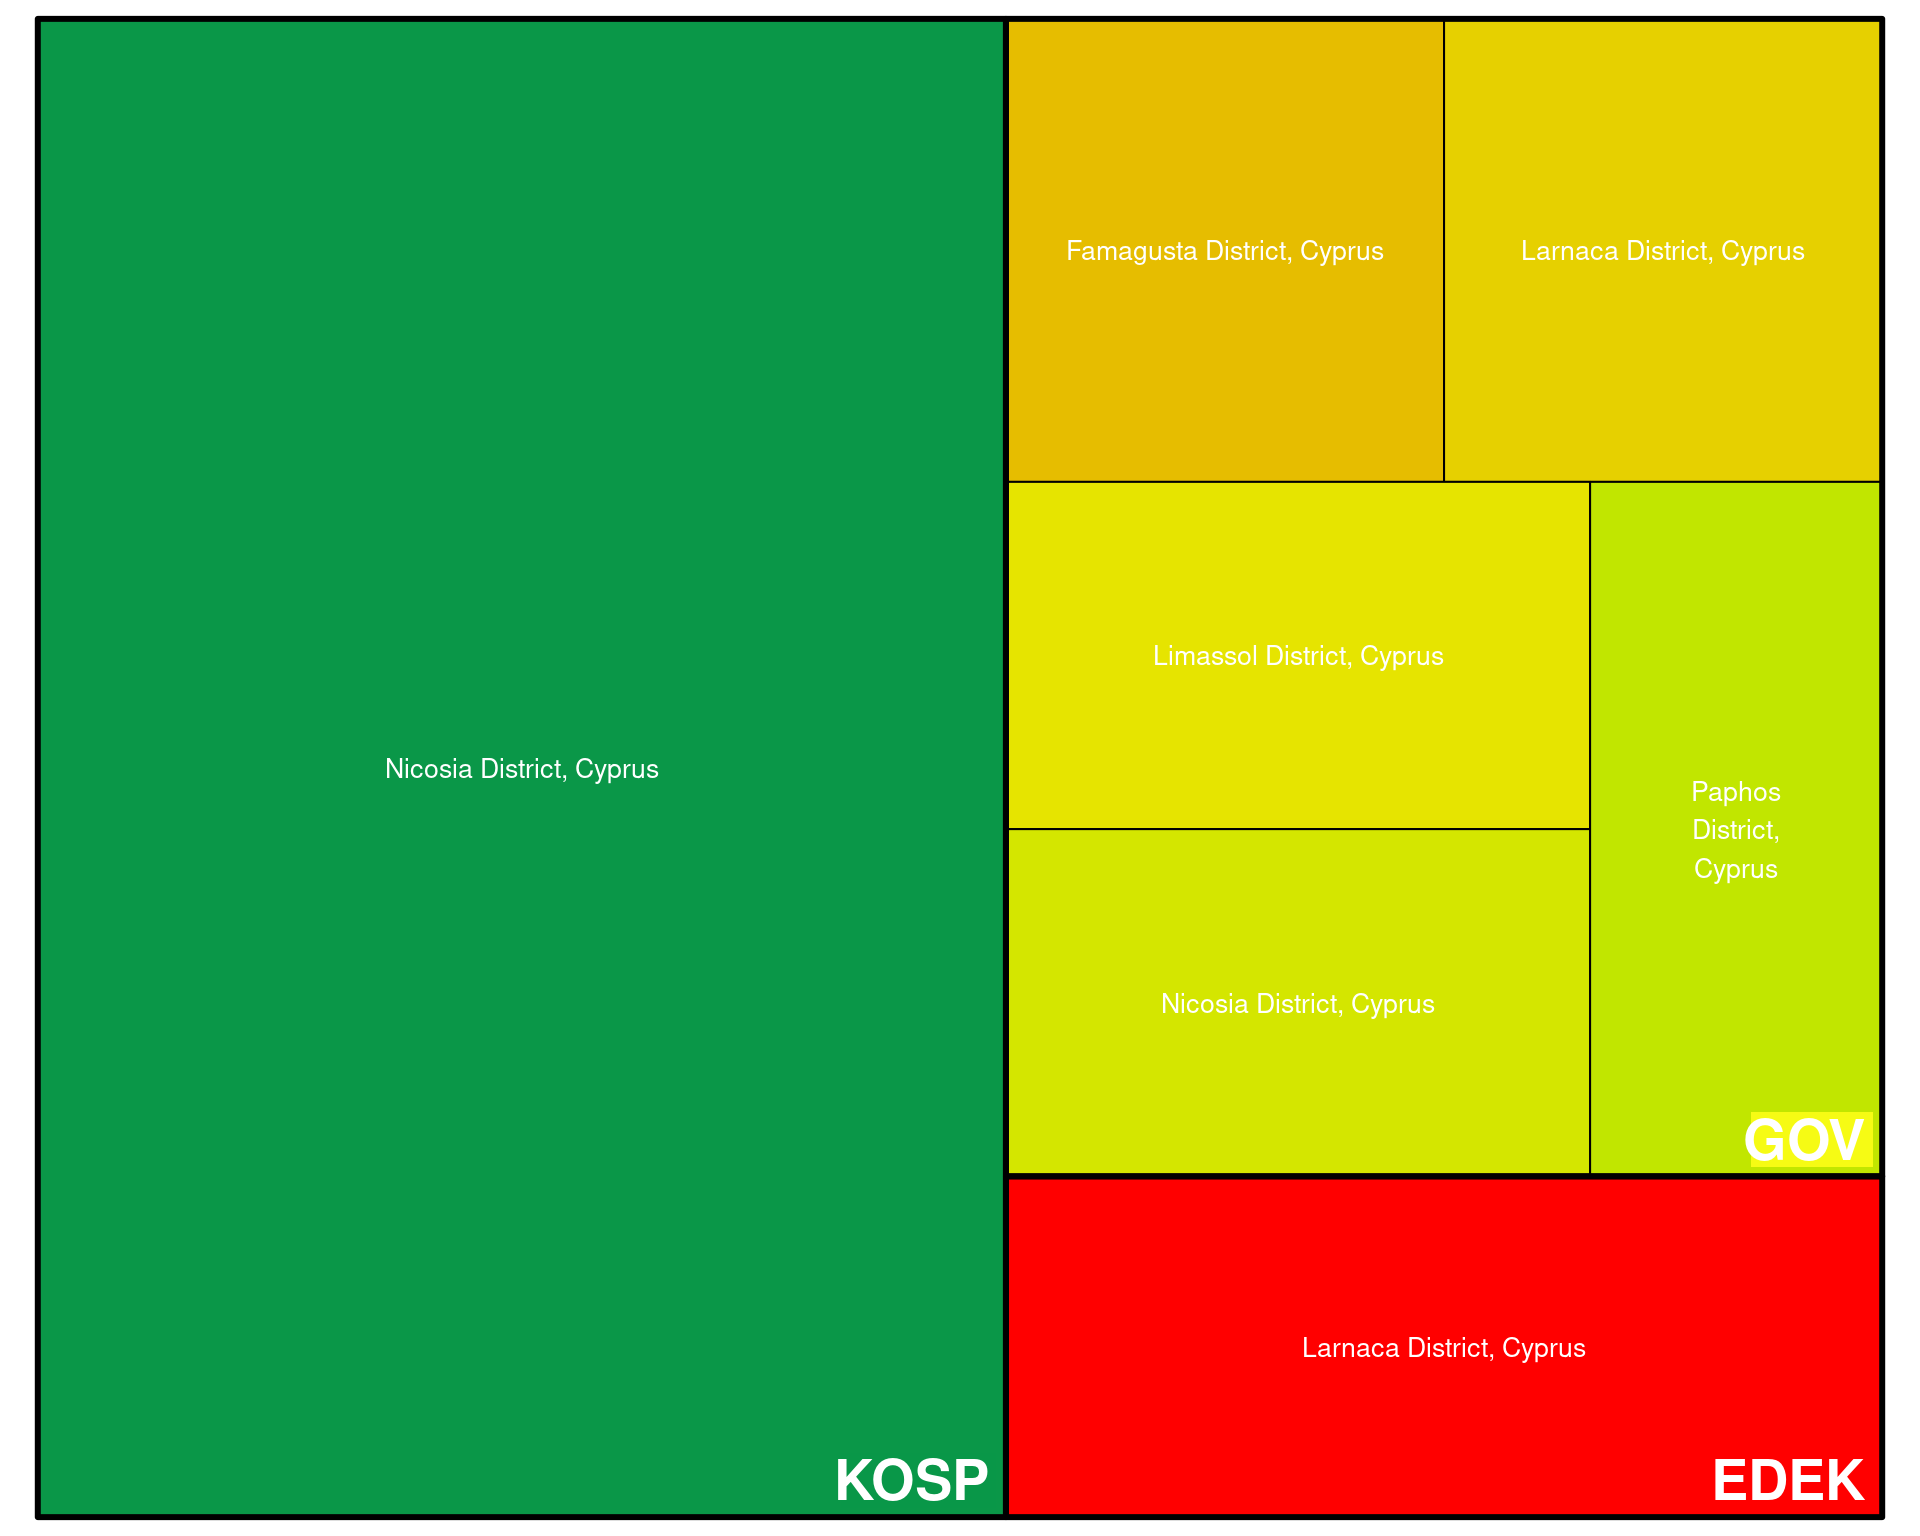 Famagusta District, Cyprus
Larnaca District, Cyprus
Limassol District, Cyprus
Nicosia District, Cyprus
Paphos
District,
Cyprus
Nicosia District, Cyprus
GOV
Larnaca District, Cyprus
KOSP
EDEK